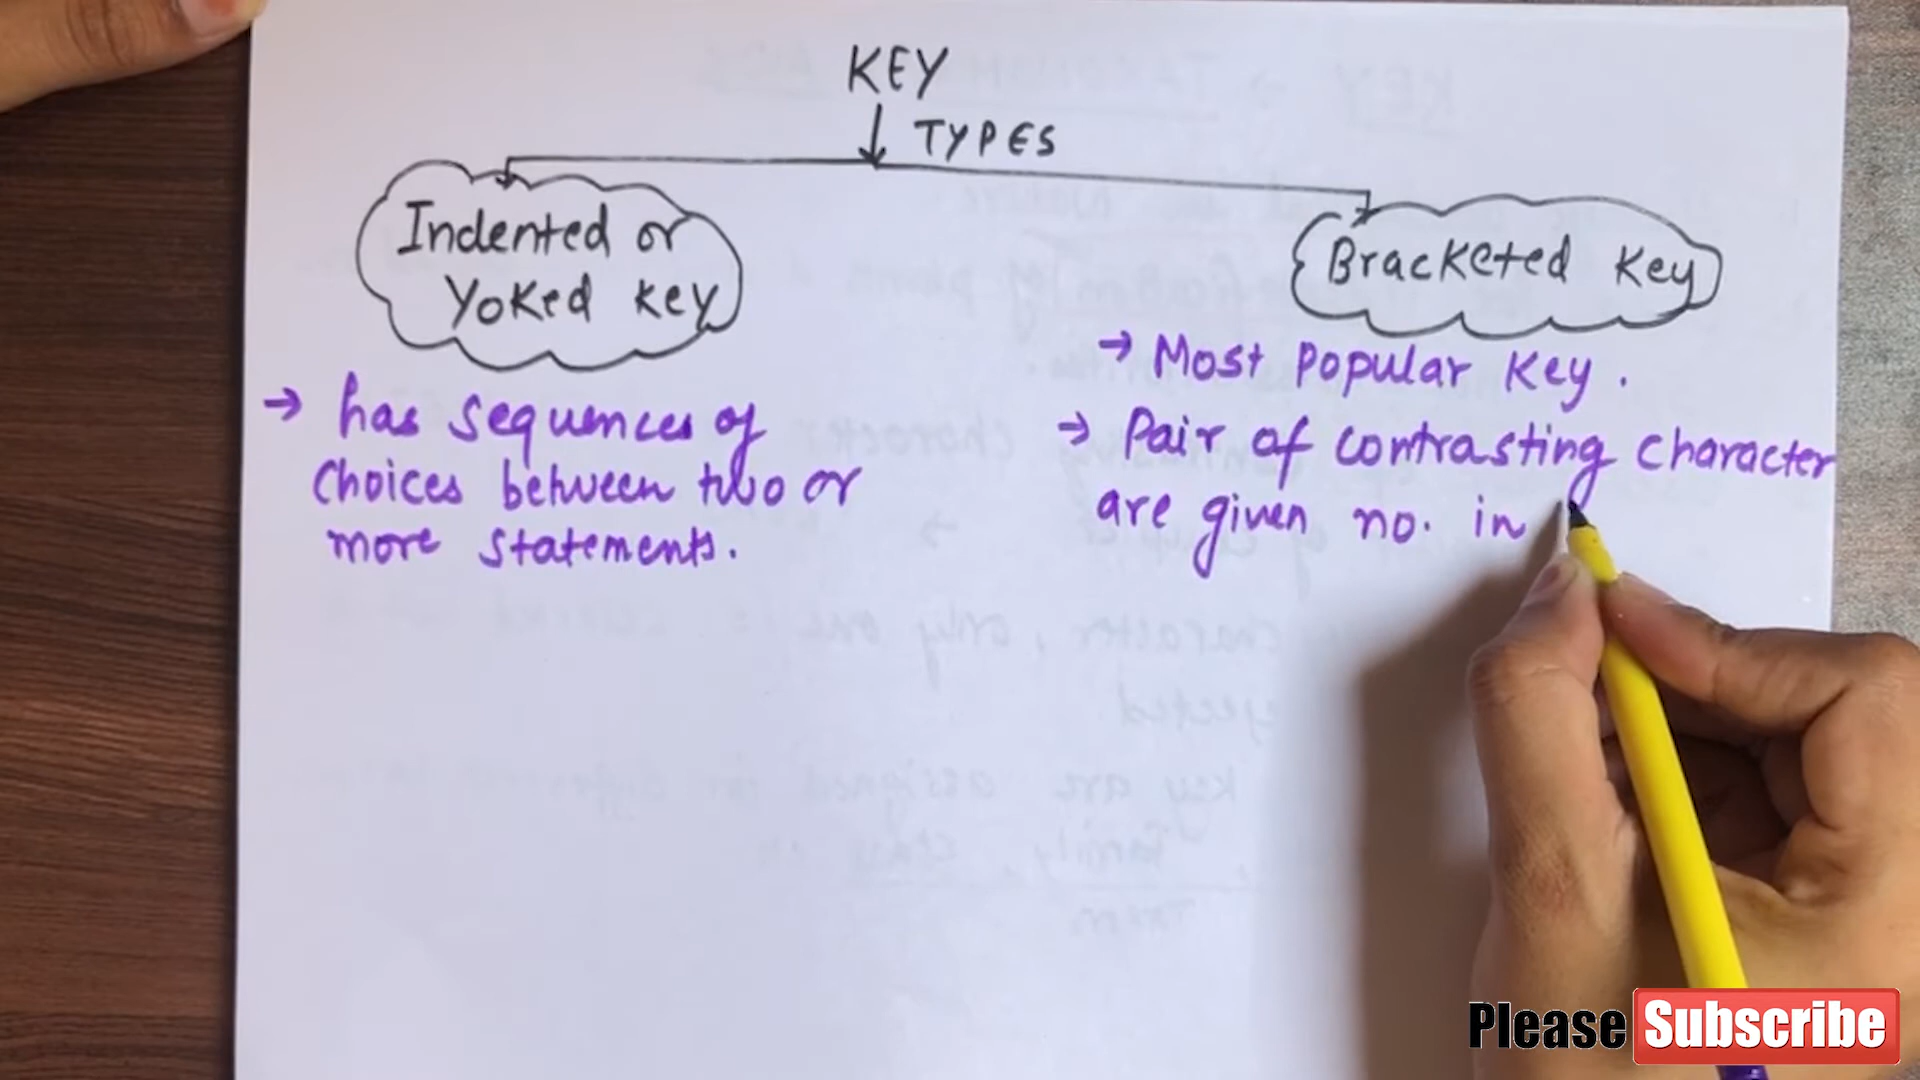 KEY
TYPES
Indented or
Yoked key
Bracketed Key
→ has sequences of
choices between two or
more statements.
→ Most popular key.
→ Pair of contrasting character
are given no. in
Please Subscribe